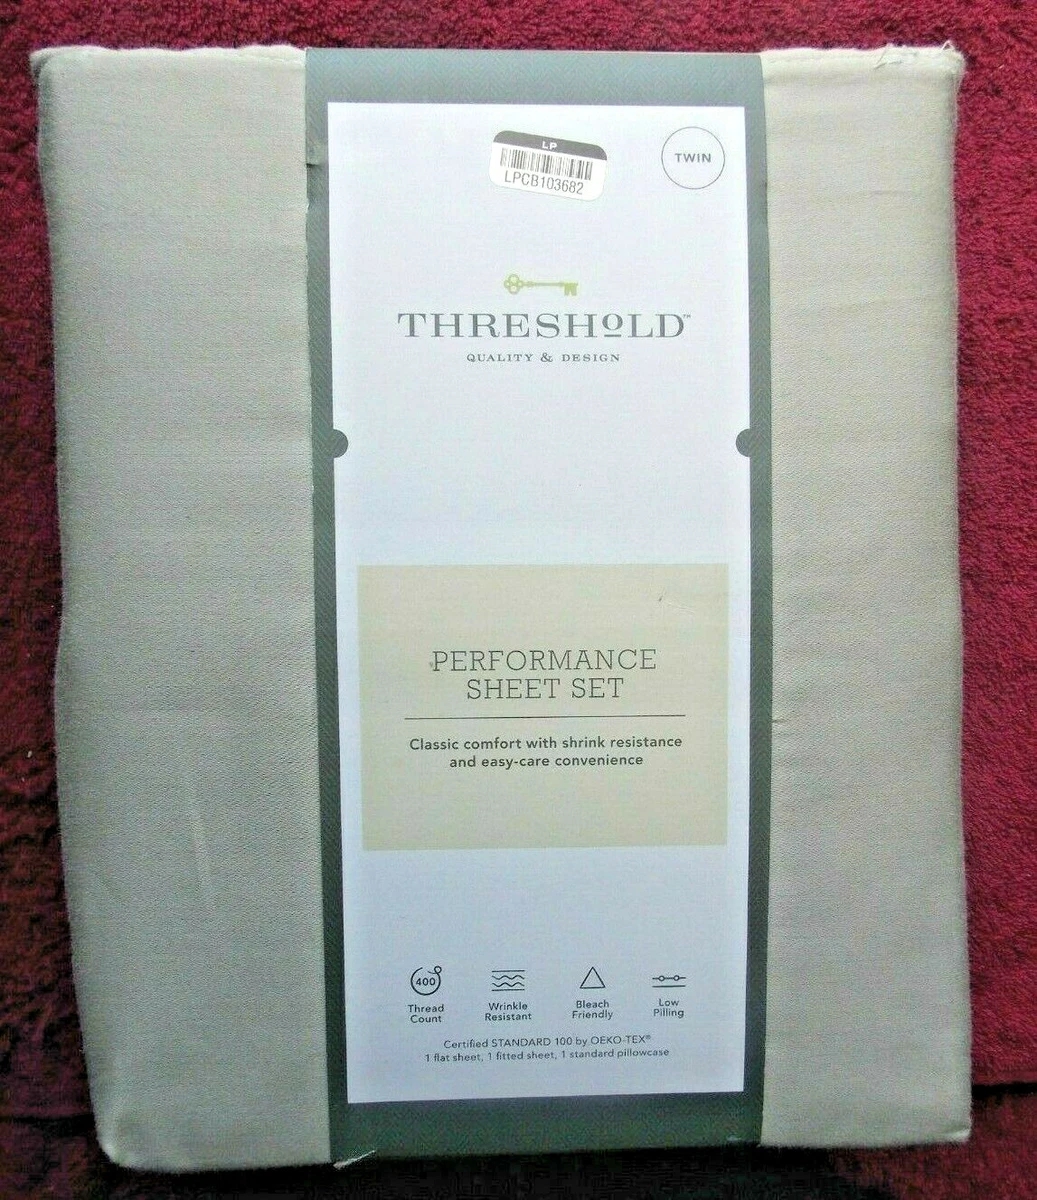 LP
LPCB103682
TWIN
THRESHOLD™
QUALITY & DESIGN
PERFORMANCE
SHEET SET
Classic comfort with shrink resistance
and easy-care convenience
400
Thread
Count
Wrinkle
Resistant
Bleach
Friendly
Low
Pilling
Certified STANDARD 100 by OEKO-TEX®
1 flat sheet, 1 fitted sheet, 1 standard pillowcase